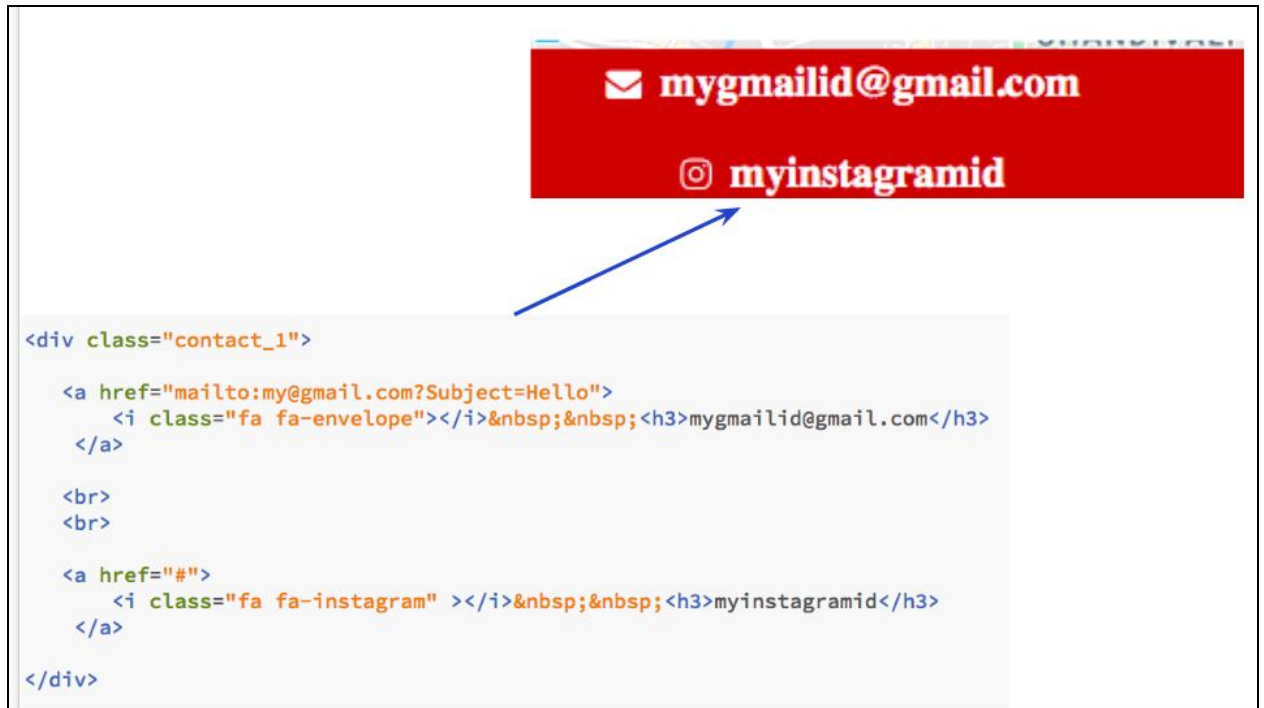 mygmailid@gmail.com
myinstagramid
<div class="contact_1">
<a href="mailto:my@gmail.com?Subject=Hello">
<i class="fa fa-envelope"></i>&nbsp;&nbsp;<h3>mygmailid@gmail.com</h3>
</a>
<br>
<br>
<a href="#">
<i class="fa fa-instagram" ></i>&nbsp;&nbsp;<h3>myinstagramid</h3>
</a>
</div>